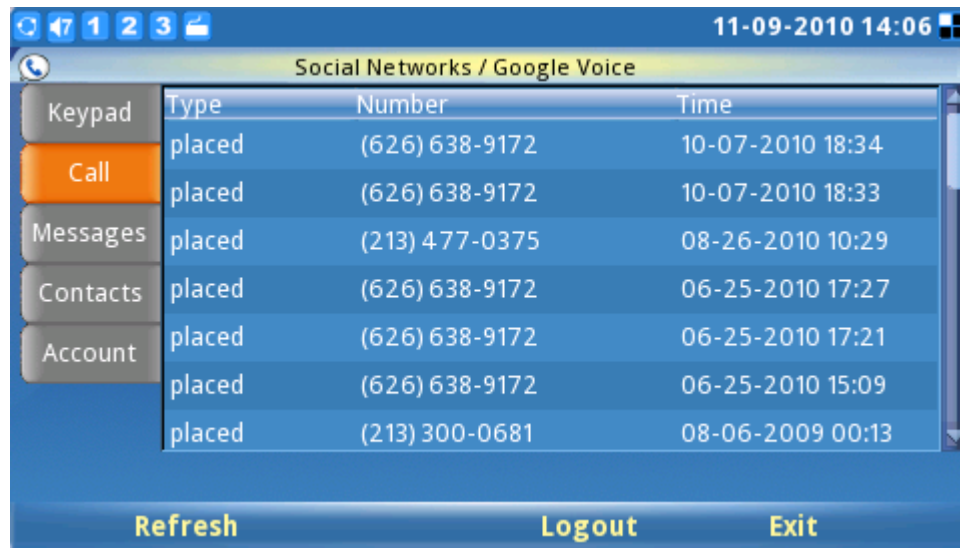 7 1 2 3 11-09-2010 14:06
Social Networks / Google Voice
Keypad
Call
Messages
Contacts
Account
Type Number Time
placed (626) 638-9172 10-07-2010 18:34
placed (626) 638-9172 10-07-2010 18:33
placed (213) 477-0375 08-26-2010 10:29
placed (626) 638-9172 06-25-2010 17:27
placed (626) 638-9172 06-25-2010 17:21
placed (626) 638-9172 06-25-2010 15:09
placed (213) 300-0681 08-06-2009 00:13
Refresh Logout Exit